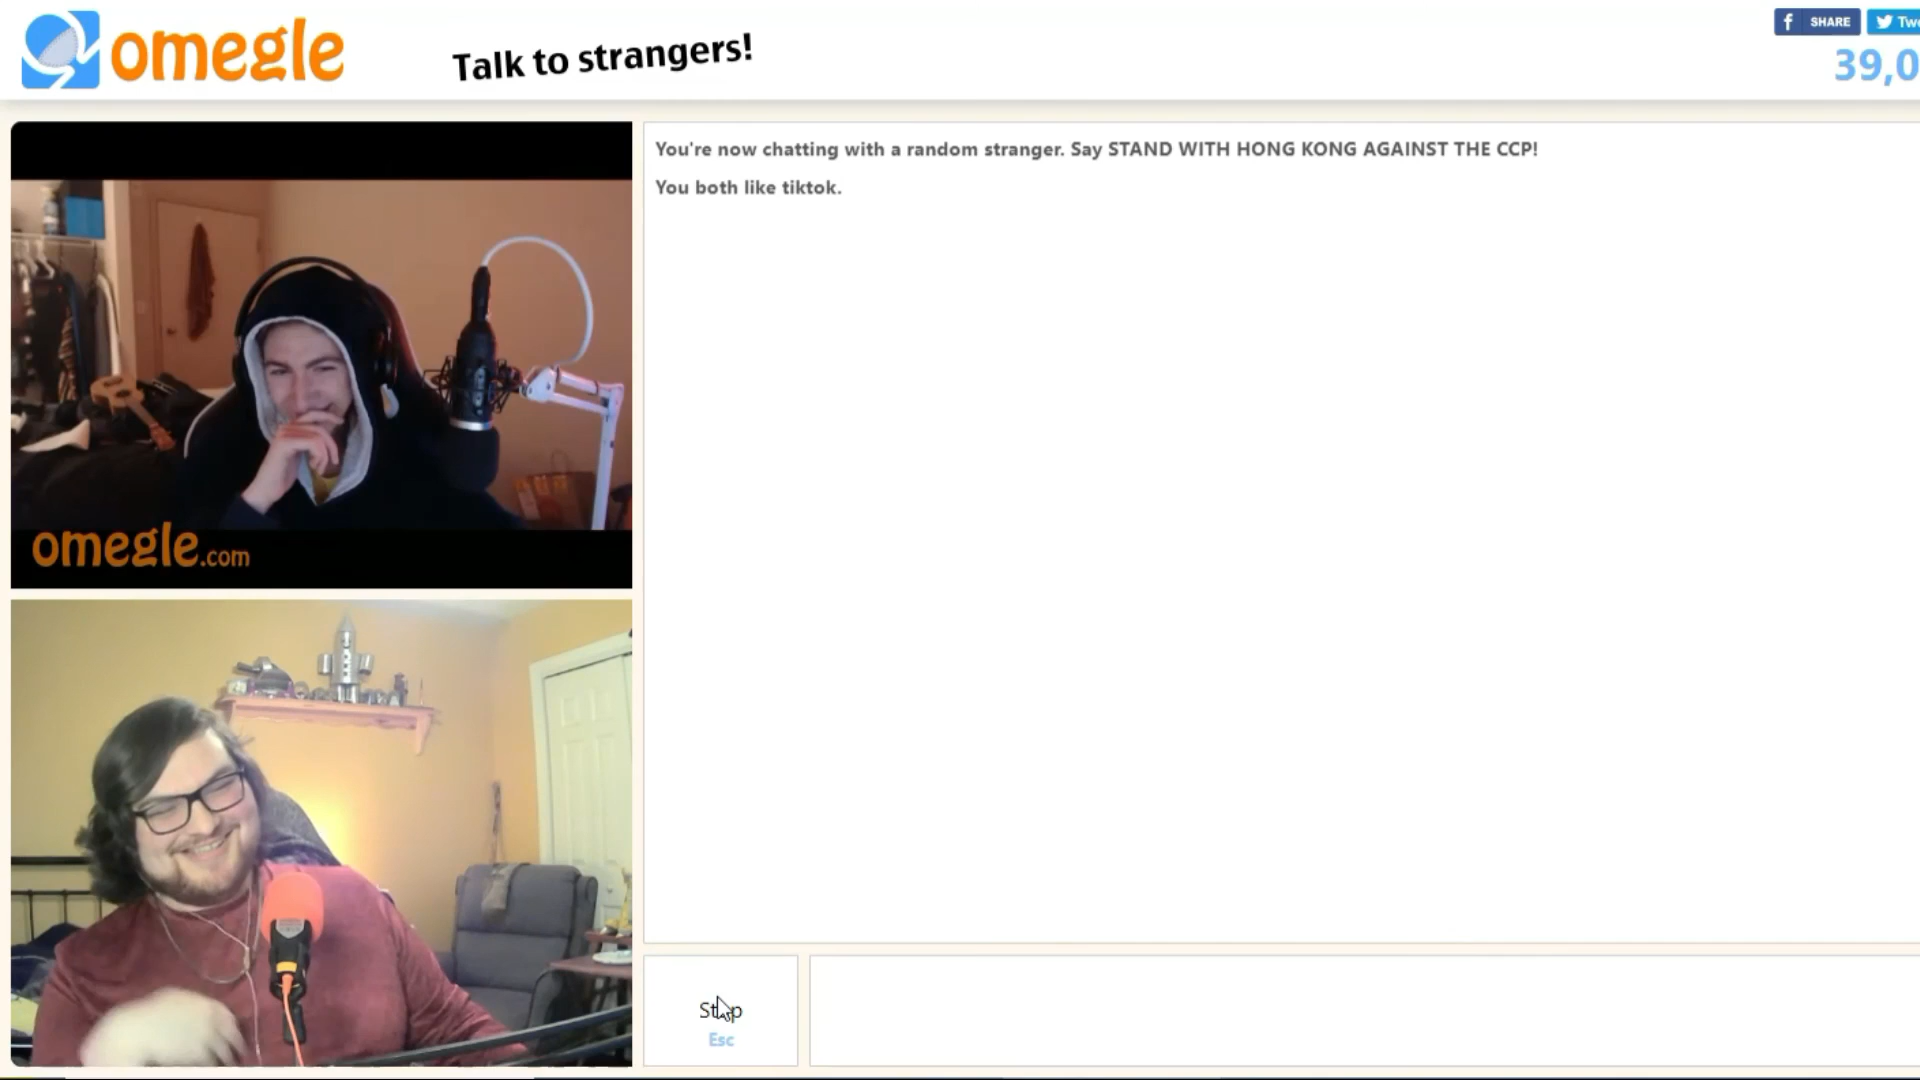 omegle
Talk to strangers!
SHARE
39,0
You're now chatting with a random stranger. Say STAND WITH HONG KONG AGAINST THE CCP!
You both like tiktok.
omegle.com
Stop
Esc